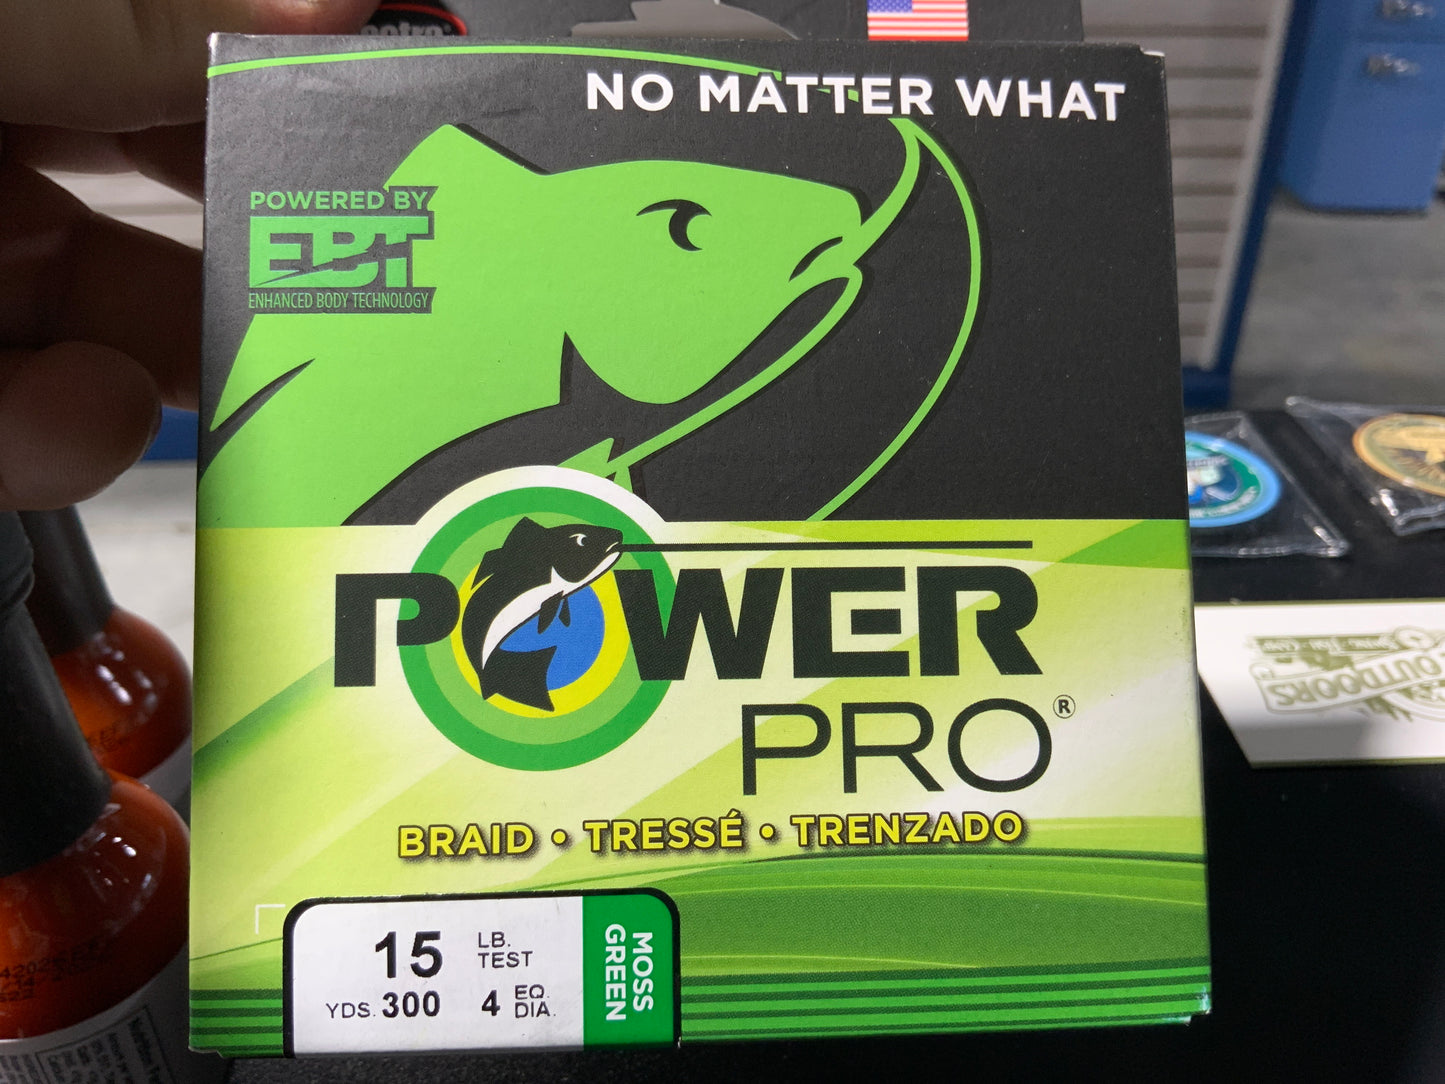 NO MATTER WHAT
POWERED BY
EBT
ENHANCED BODY TECHNOLOGY
POWER
PRO®
BRAID • TRESSÉ • TRENZADO
15 LB. TEST
YDS. 300 4 EQ. DIA.
MOSS GREEN
OUTDOORS